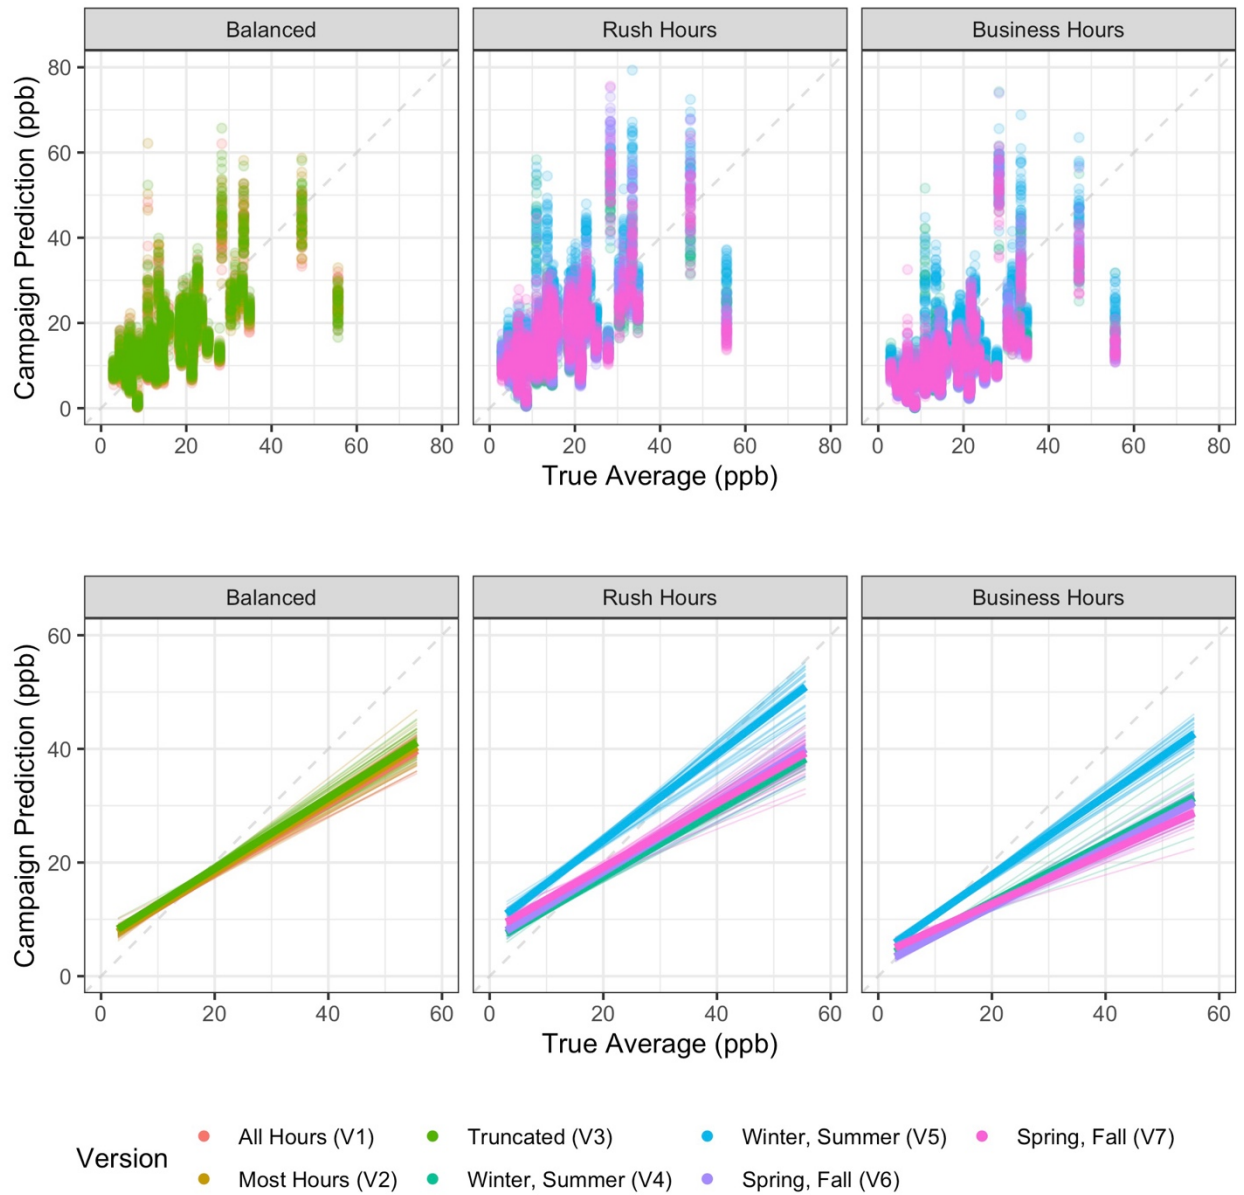 Balanced Rush Hours Business Hours
80
60
40
20
0
Campaign Prediction (ppb)
0 20 40 60 80 0 20 40 60 80 0 20 40 60 80
True Average (ppb)
Balanced Rush Hours Business Hours
60
40
20
0
Campaign Prediction (ppb)
0 20 40 60 0 20 40 60 0 20 40 60
True Average (ppb)
Version
All Hours (V1) Truncated (V3) Winter, Summer (V5) Spring, Fall (V7)
Most Hours (V2) Winter, Summer (V4) Spring, Fall (V6)